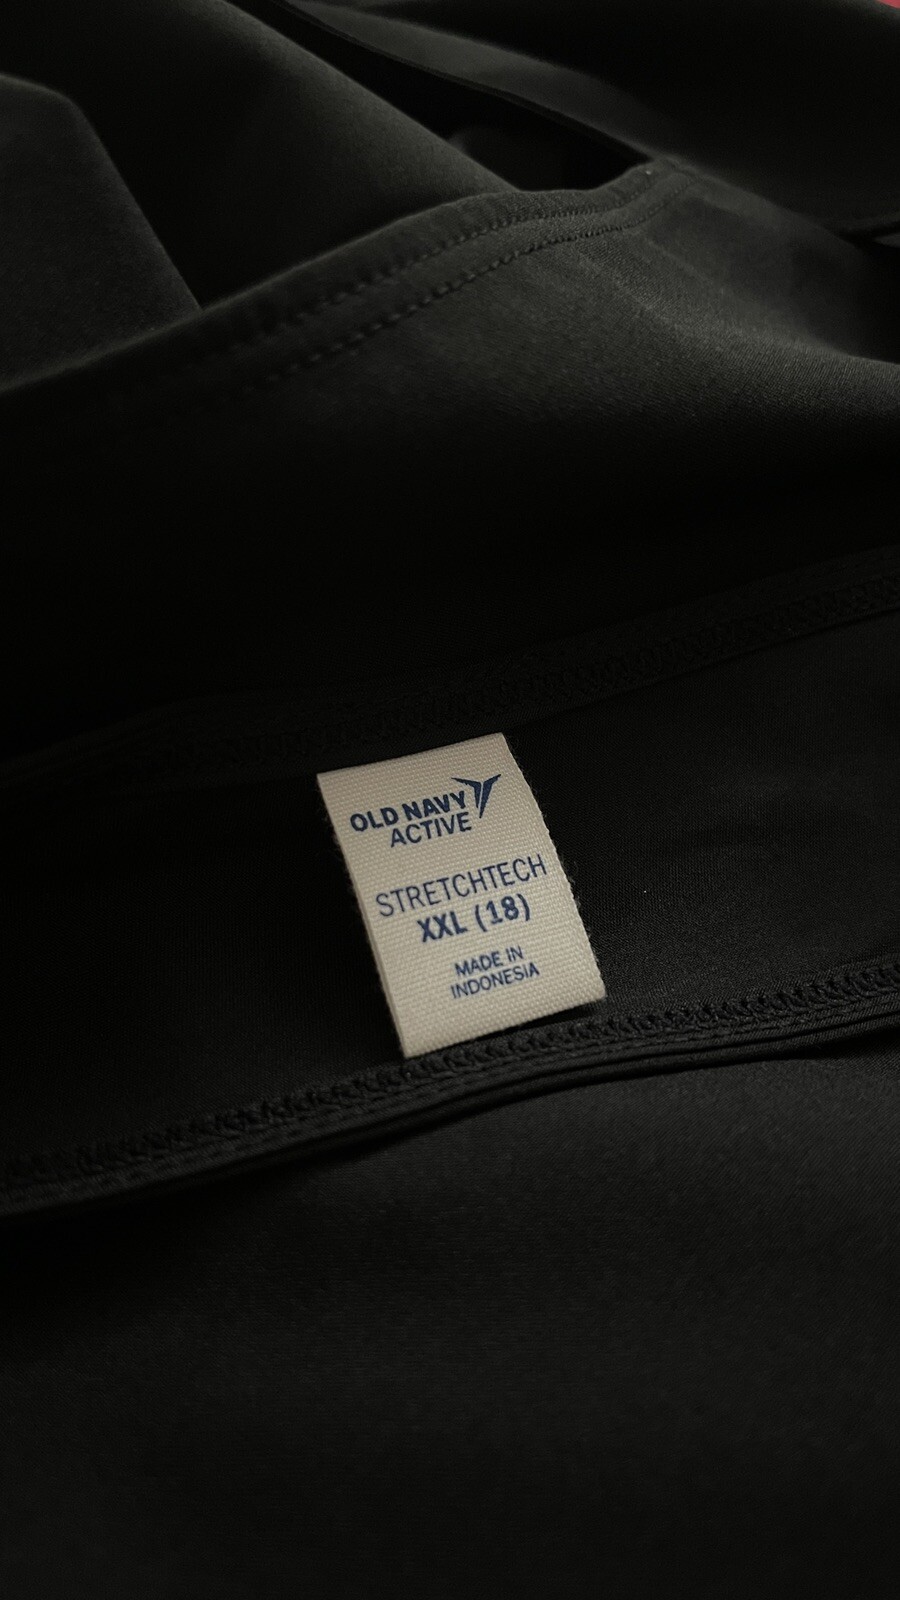 OLD NAVY
ACTIVE
STRETCHTECH
XXL (18)
MADE IN
INDONESIA